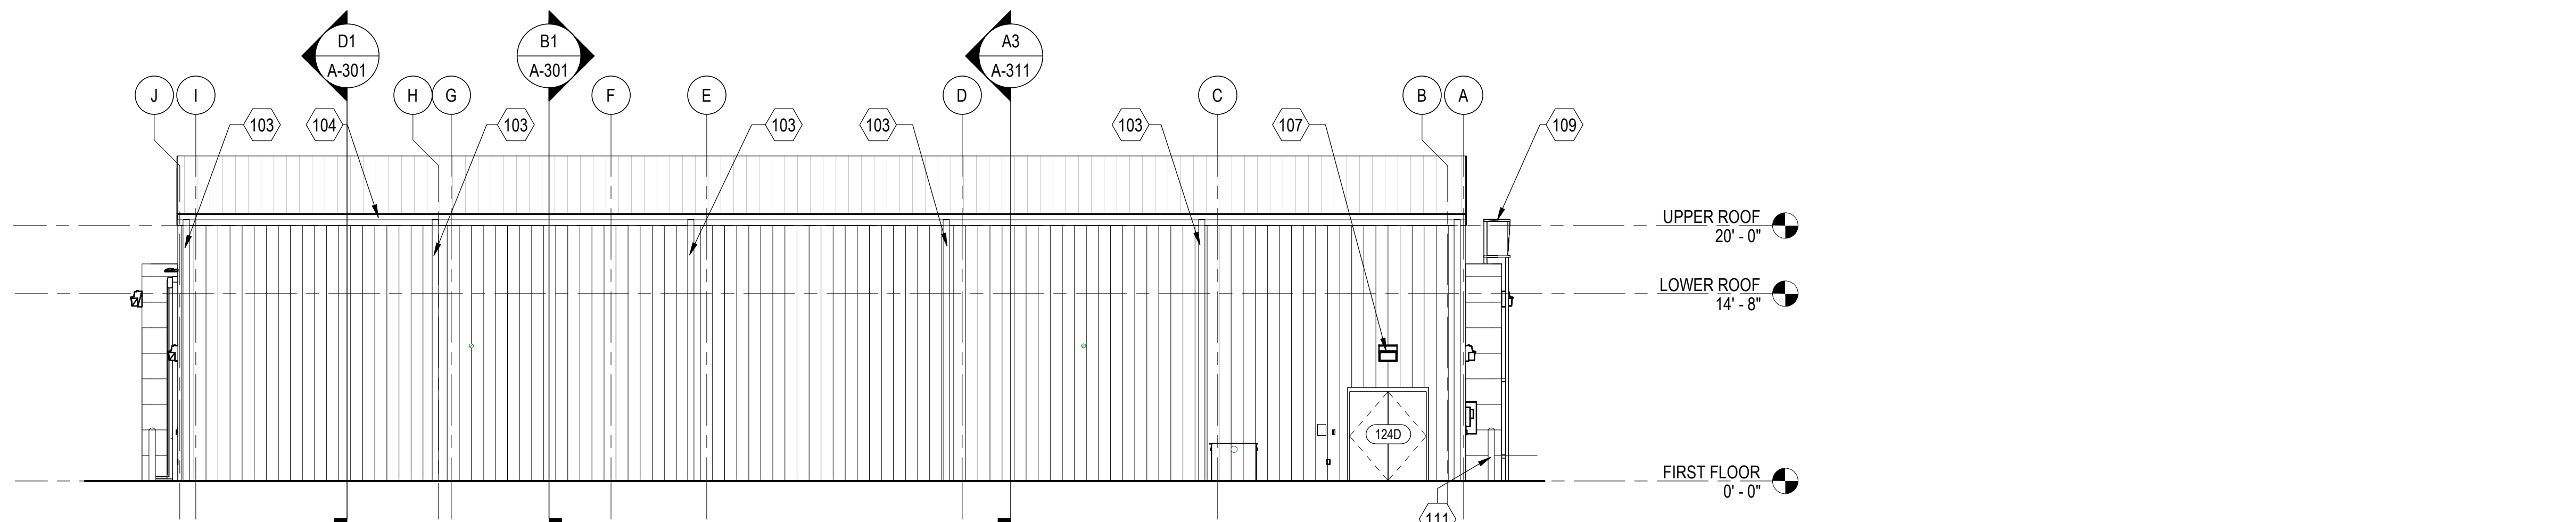 D1
A-301
B1
A-301
A3
A-311
J
I
H
G
F
E
D
C
B
A
103
104
103
103
103
103
107
109
UPPER ROOF
20' - 0"
LOWER ROOF
14' - 8"
124D
FIRST FLOOR
0' - 0"
111